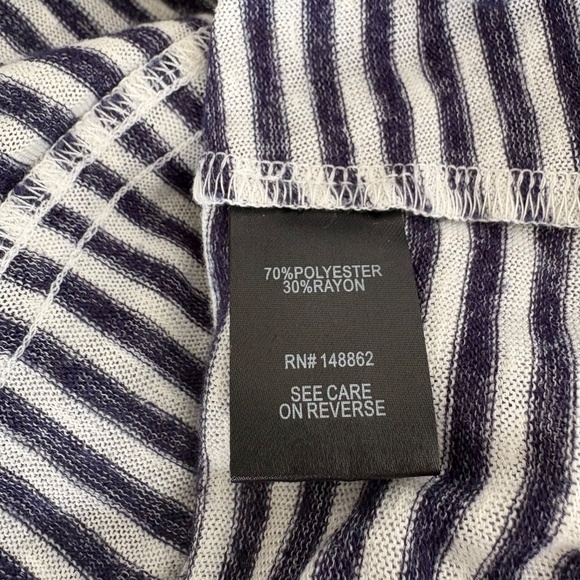 70%POLYESTER
30%RAYON
RN# 148862
SEE CARE
ON REVERSE